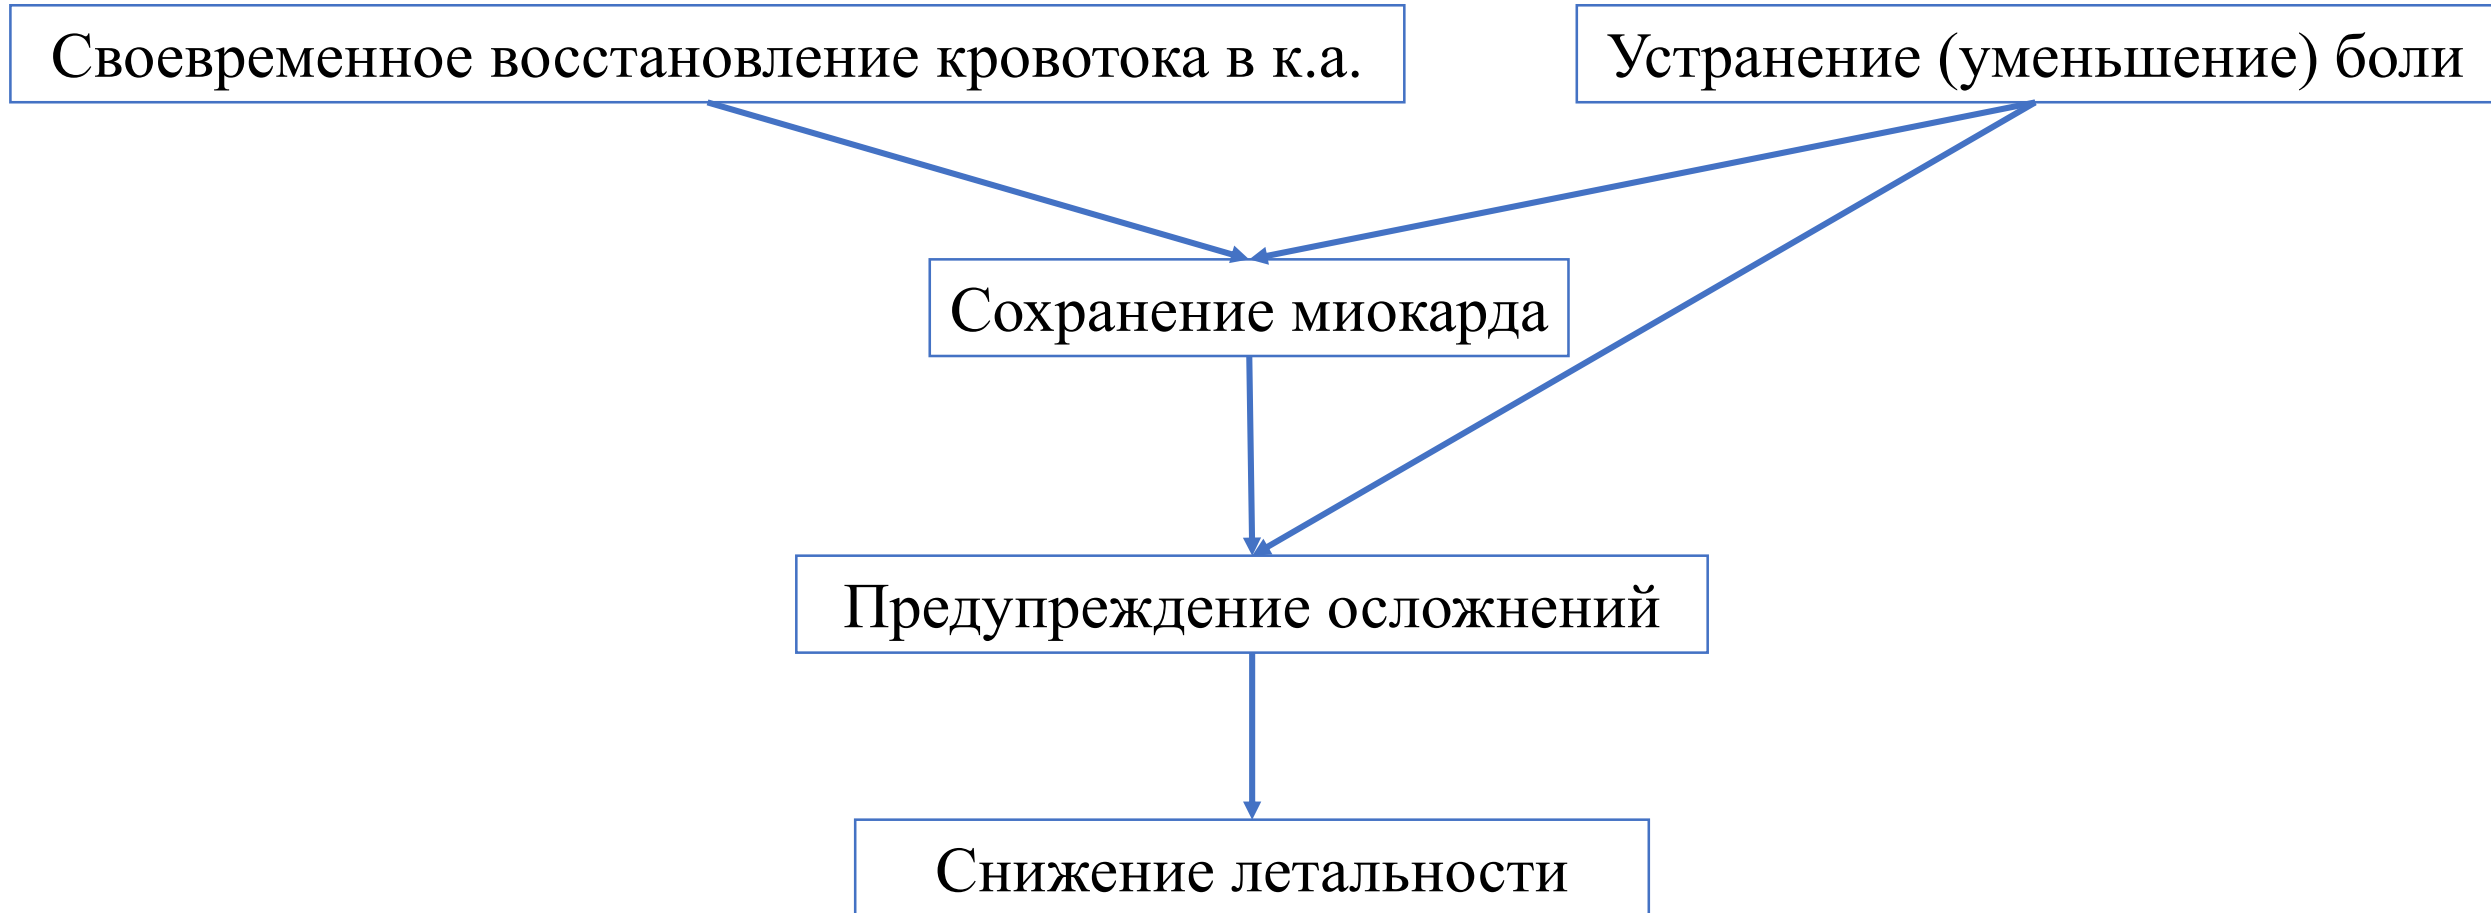 Своевременное восстановление кровотока в к.а.
Устранение (уменьшение) боли
Сохранение миокарда
Предупреждение осложнений
Снижение летальности